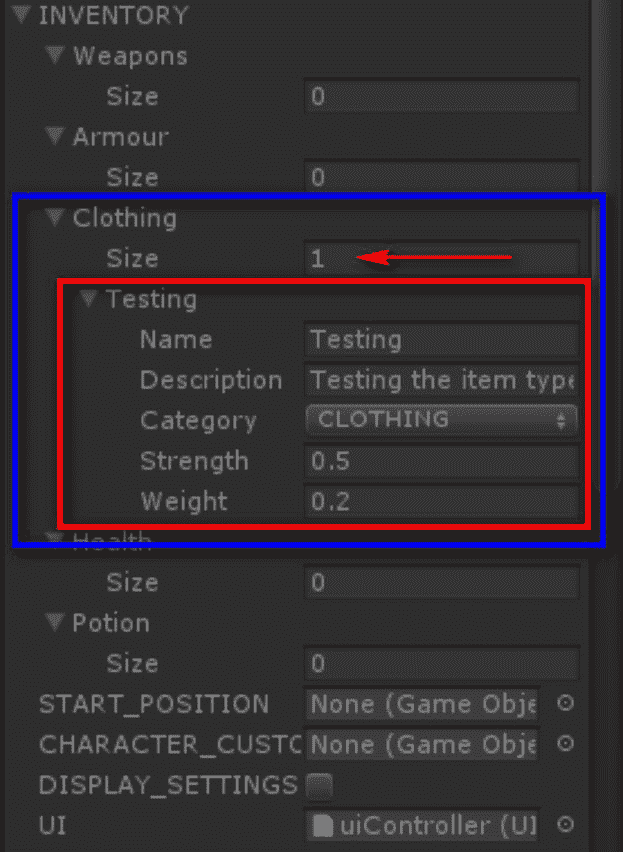 INVENTORY
Weapons
Size 0
Armour
Size 0
Clothing
Size 1
Testing
Name Testing
Description Testing the item type
Category CLOTHING
Strength 0.5
Weight 0.2
Health
Size 0
Potion
Size 0
START_POSITION None (Game Obje
CHARACTER_CUSTO None (Game Obje
DISPLAY_SETTINGS
UI uiController (UI